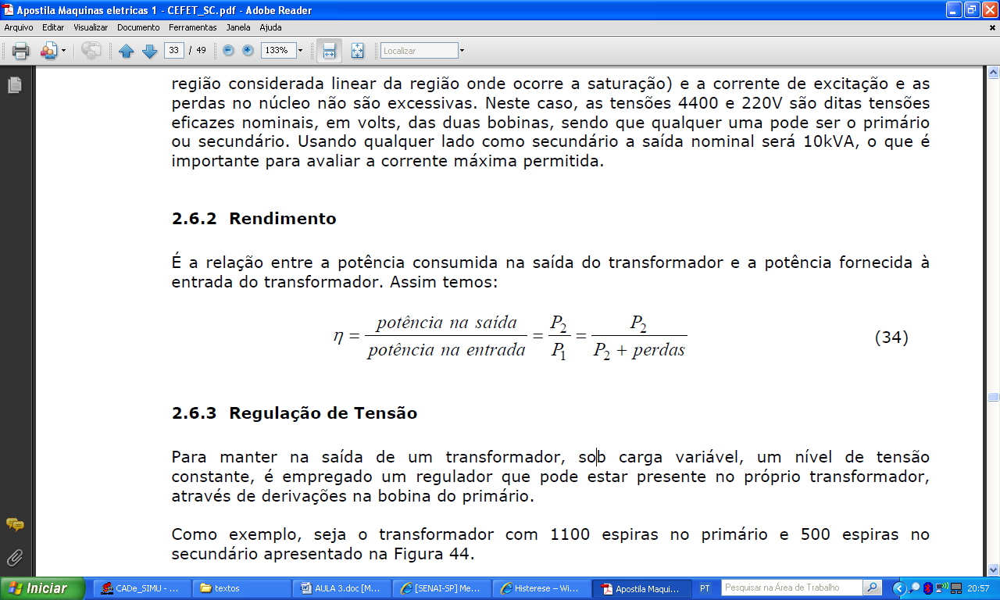 Apostila Maquinas eletricas 1 - CEFET_SC.pdf - Adobe Reader
Arquivo Editar Visualizar Documento Ferramentas Janela Ajuda
33 / 49 133% Localizar
região considerada linear da região onde ocorre a saturação) e a corrente de excitação e as
perdas no núcleo não são excessivas. Neste caso, as tensões 4400 e 220V são ditas tensões
eficazes nominais, em volts, das duas bobinas, sendo que qualquer uma pode ser o primário
ou secundário. Usando qualquer lado como secundário a saída nominal será 10kVA, o que é
importante para avaliar a corrente máxima permitida.
2.6.2 Rendimento
É a relação entre a potência consumida na saída do transformador e a potência fornecida à
entrada do transformador. Assim temos:
η = potência na saída / potência na entrada = P2 / P1 = P2 / P2 + perdas (34)
2.6.3 Regulação de Tensão
Para manter na saída de um transformador, sob carga variável, um nível de tensão
constante, é empregado um regulador que pode estar presente no próprio transformador,
através de derivações na bobina do primário.
Como exemplo, seja o transformador com 1100 espiras no primário e 500 espiras no
secundário apresentado na Figura 44.
Iniciar CADe_SIMU - ... textos AULA 3.doc [M... [SENAI-SP] Me... Histerese – Wi... Apostila Maqui... PT Pesquisar na Área de Trabalho 20:57